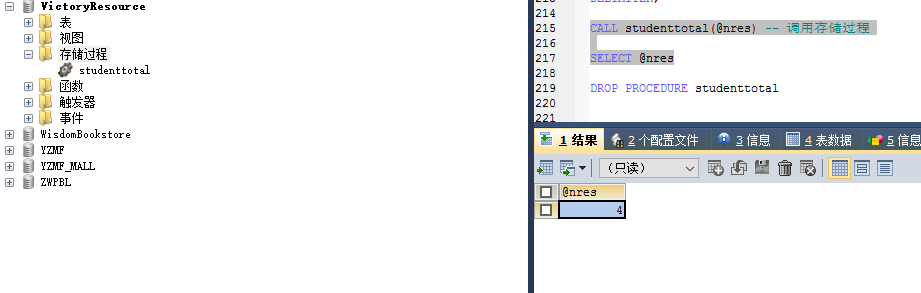 VictoryResource
表
视图
存储过程
studenttotal
函数
触发器
事件
WisdomBookstore
YZMF
YZMF_MALL
ZWPBL
214
215 CALL studenttotal(@nres) -- 调用存储过程
216
217 SELECT @nres
218
219 DROP PROCEDURE studenttotal
220
221
1 结果 2 个配置文件 3 信息 4 表数据 5 信息
（只读）
@nres
4